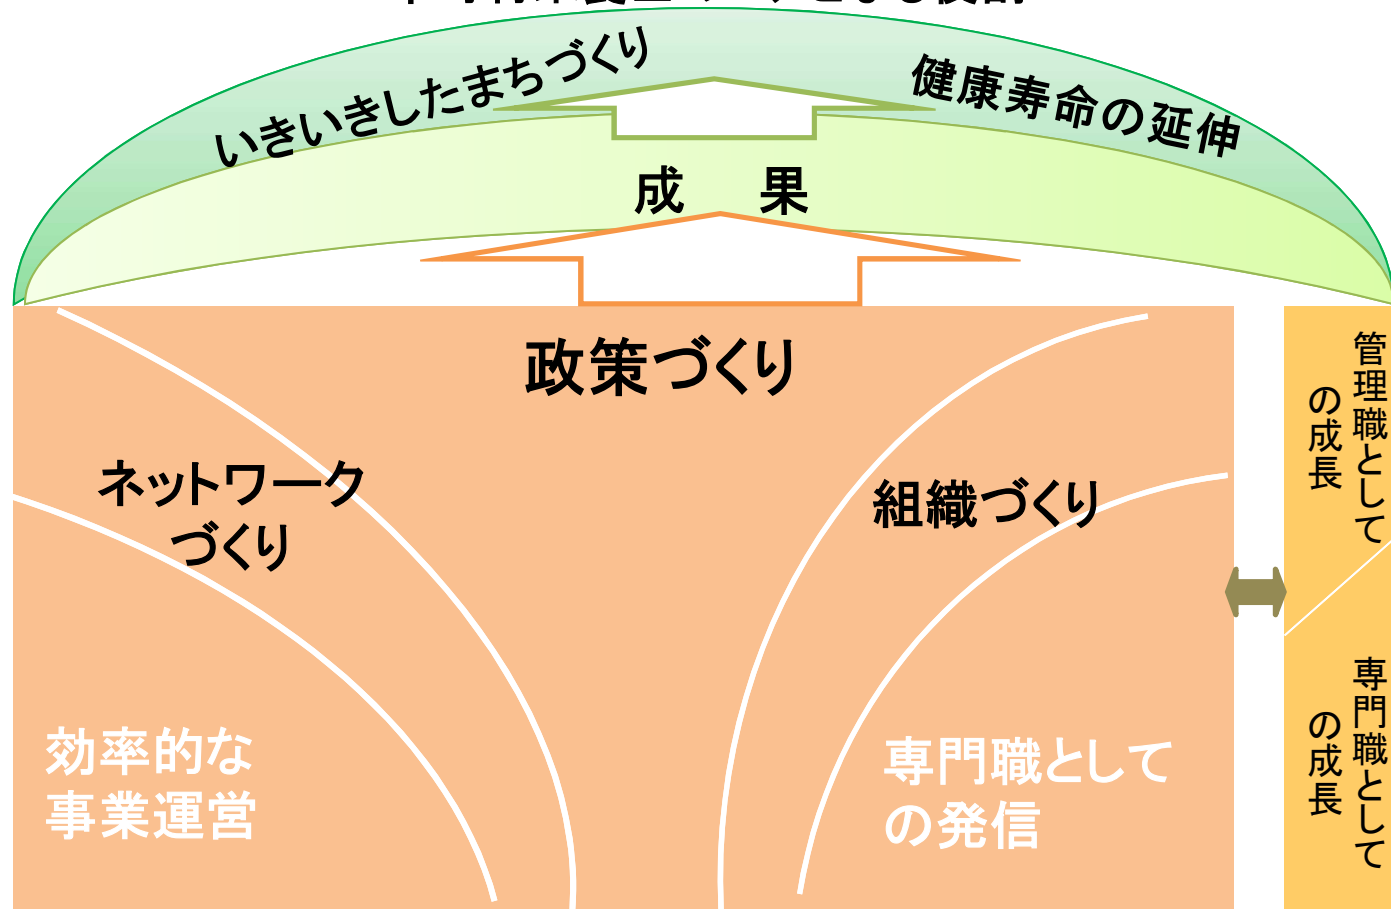 いきいきしたまちづくり
健康寿命の延伸
成　果
政策づくり
ネットワーク
づくり
組織づくり
効率的な
事業運営
専門職として
の発信
管理職として
の成長
専門職として
の成長